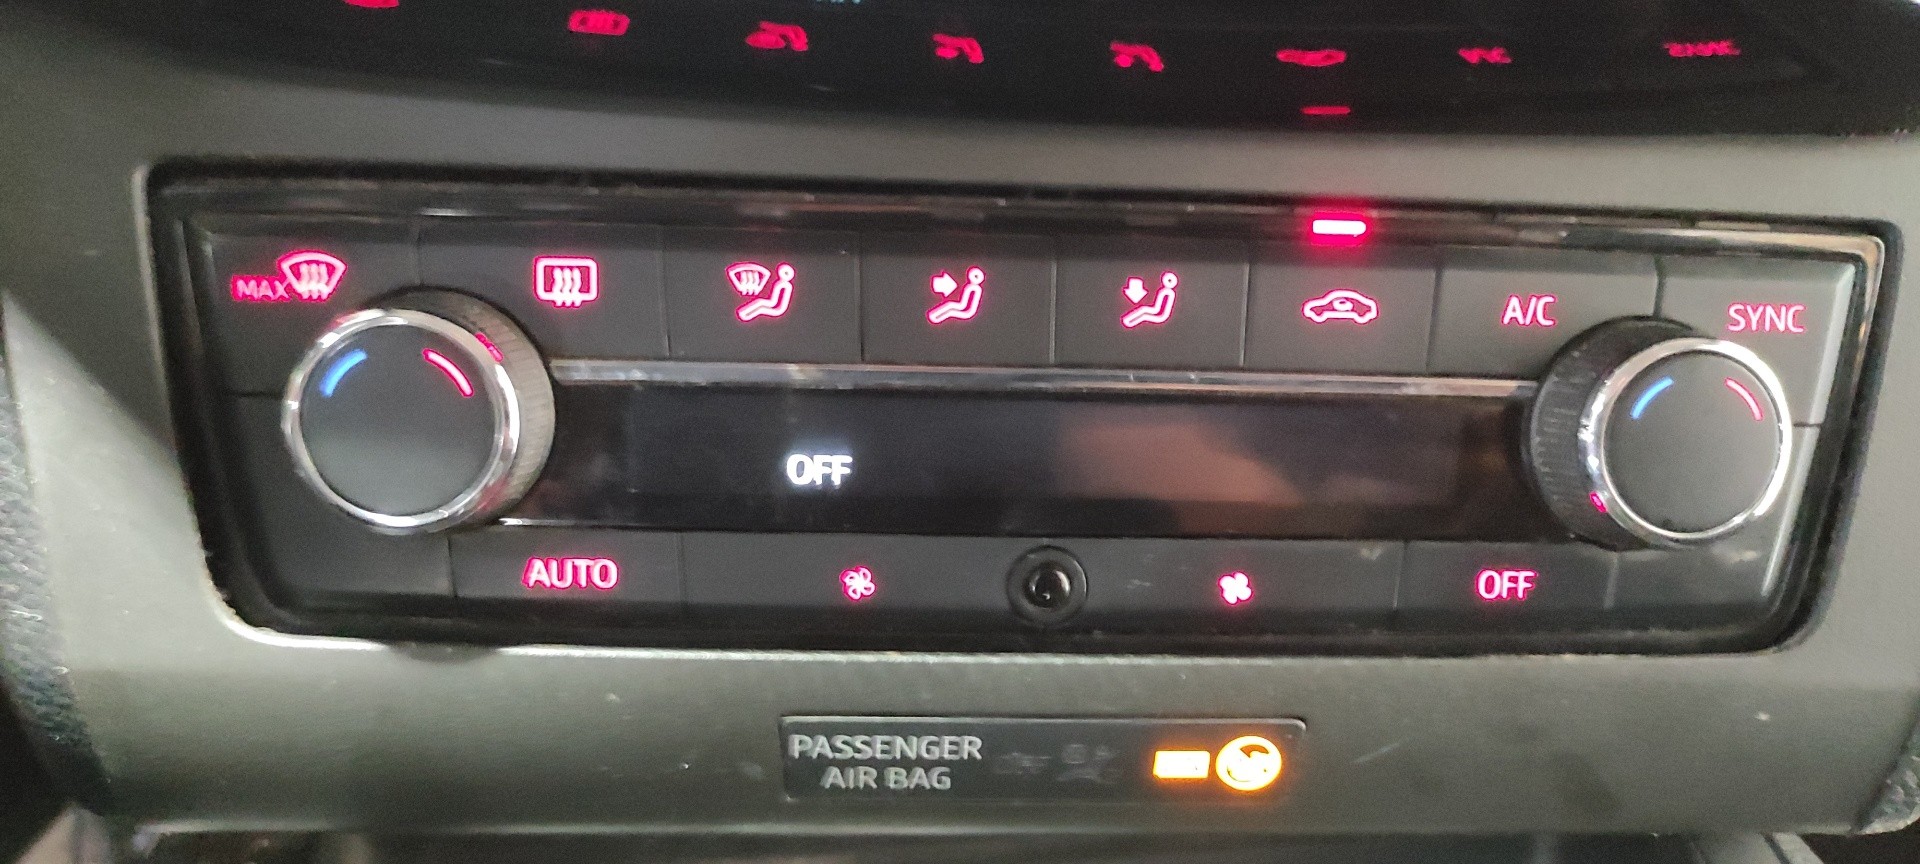 MAX
A/C
SYNC
OFF
AUTO
OFF
PASSENGER
AIR BAG